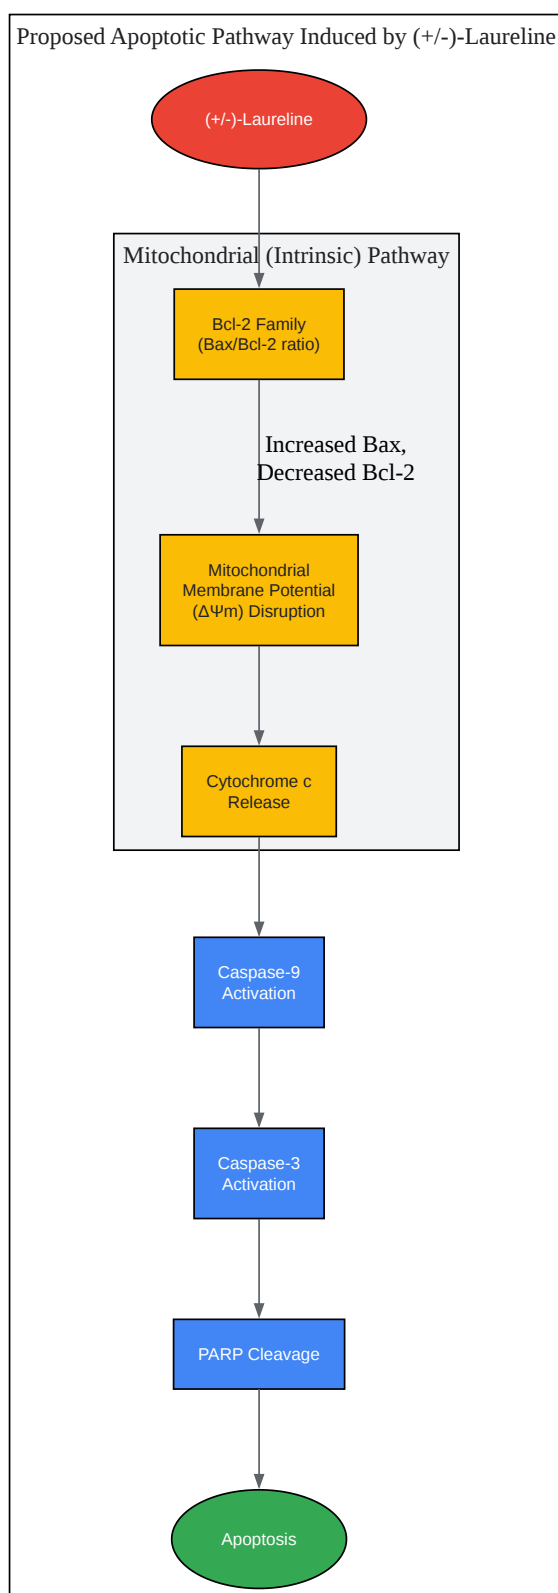 Proposed Apoptotic Pathway Induced by (+/-)-Laureline
(+/-)-Laureline
Mitochondrial (Intrinsic) Pathway
Bcl-2 Family
(Bax/Bcl-2 ratio)
Increased Bax,
Decreased Bcl-2
Mitochondrial
Membrane Potential
(ΔΨm) Disruption
Cytochrome c
Release
Caspase-9
Activation
Caspase-3
Activation
PARP Cleavage
Apoptosis